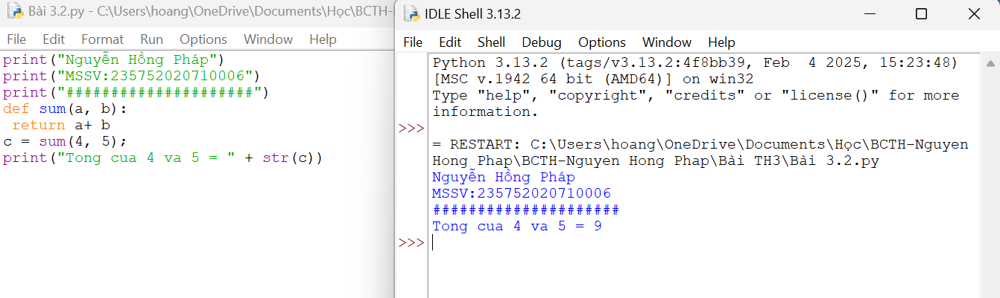 Bài 3.2.py - C:\Users\hoang\OneDrive\Documents\Học\BCTH-
File Edit Format Run Options Window Help
print("Nguyễn Hồng Pháp")
print("MSSV:235752020710006")
print("#####################")
def sum(a, b):
 return a+ b
c = sum(4, 5);
print("Tong cua 4 va 5 = " + str(c))
IDLE Shell 3.13.2
File Edit Shell Debug Options Window Help
Python 3.13.2 (tags/v3.13.2:4f8bb39, Feb  4 2025, 15:23:48)
[MSC v.1942 64 bit (AMD64)] on win32
Type "help", "copyright", "credits" or "license()" for more
information.
>>>
= RESTART: C:\Users\hoang\OneDrive\Documents\Học\BCTH-Nguyen
Hong Phap\BCTH-Nguyen Hong Phap\Bài TH3\Bài 3.2.py
Nguyễn Hồng Pháp
MSSV:235752020710006
#####################
Tong cua 4 va 5 = 9
>>>